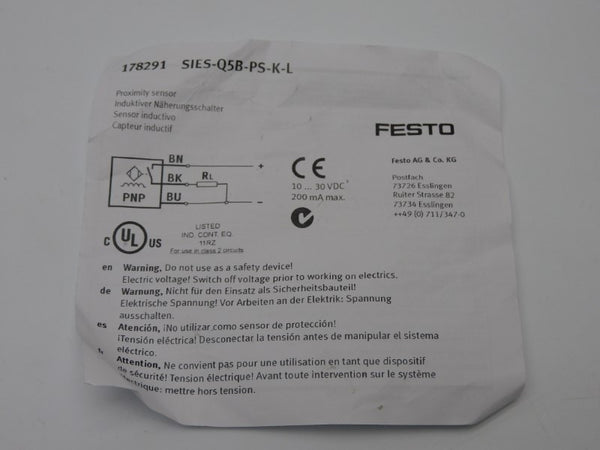 178291 SIES-Q5B-PS-K-L
Proximity sensor
Induktiver Näherungsschalter
Sensor inductivo
Capteur inductif
FESTO
Festo AG & Co. KG
Postfach
73726 Esslingen
Ruiter Strasse 82
73734 Esslingen
++49 (0) 711/347-0
BN
+
BK
RL
BU
−
PNP
CE
10 ... 30 VDC
200 mA max.
C UL US
LISTED
IND. CONT. EQ.
11RZ
For use in class 2 circuits
en Warning, Do not use as a safety device!
Electric voltage! Switch off voltage prior to working on electrics.
de Warnung, Nicht für den Einsatz als Sicherheitsbauteil!
Elektrische Spannung! Vor Arbeiten an der Elektrik: Spannung
ausschalten.
es Atención, ¡No utilizar como sensor de protección!
¡Tensión eléctrica! Desconectar la tensión antes de manipular el sistema
eléctrico.
Attention, Ne convient pas pour une utilisation en tant que dispositif
de sécurité! Tension électrique! Avant toute intervention sur le système
mettre hors tension.